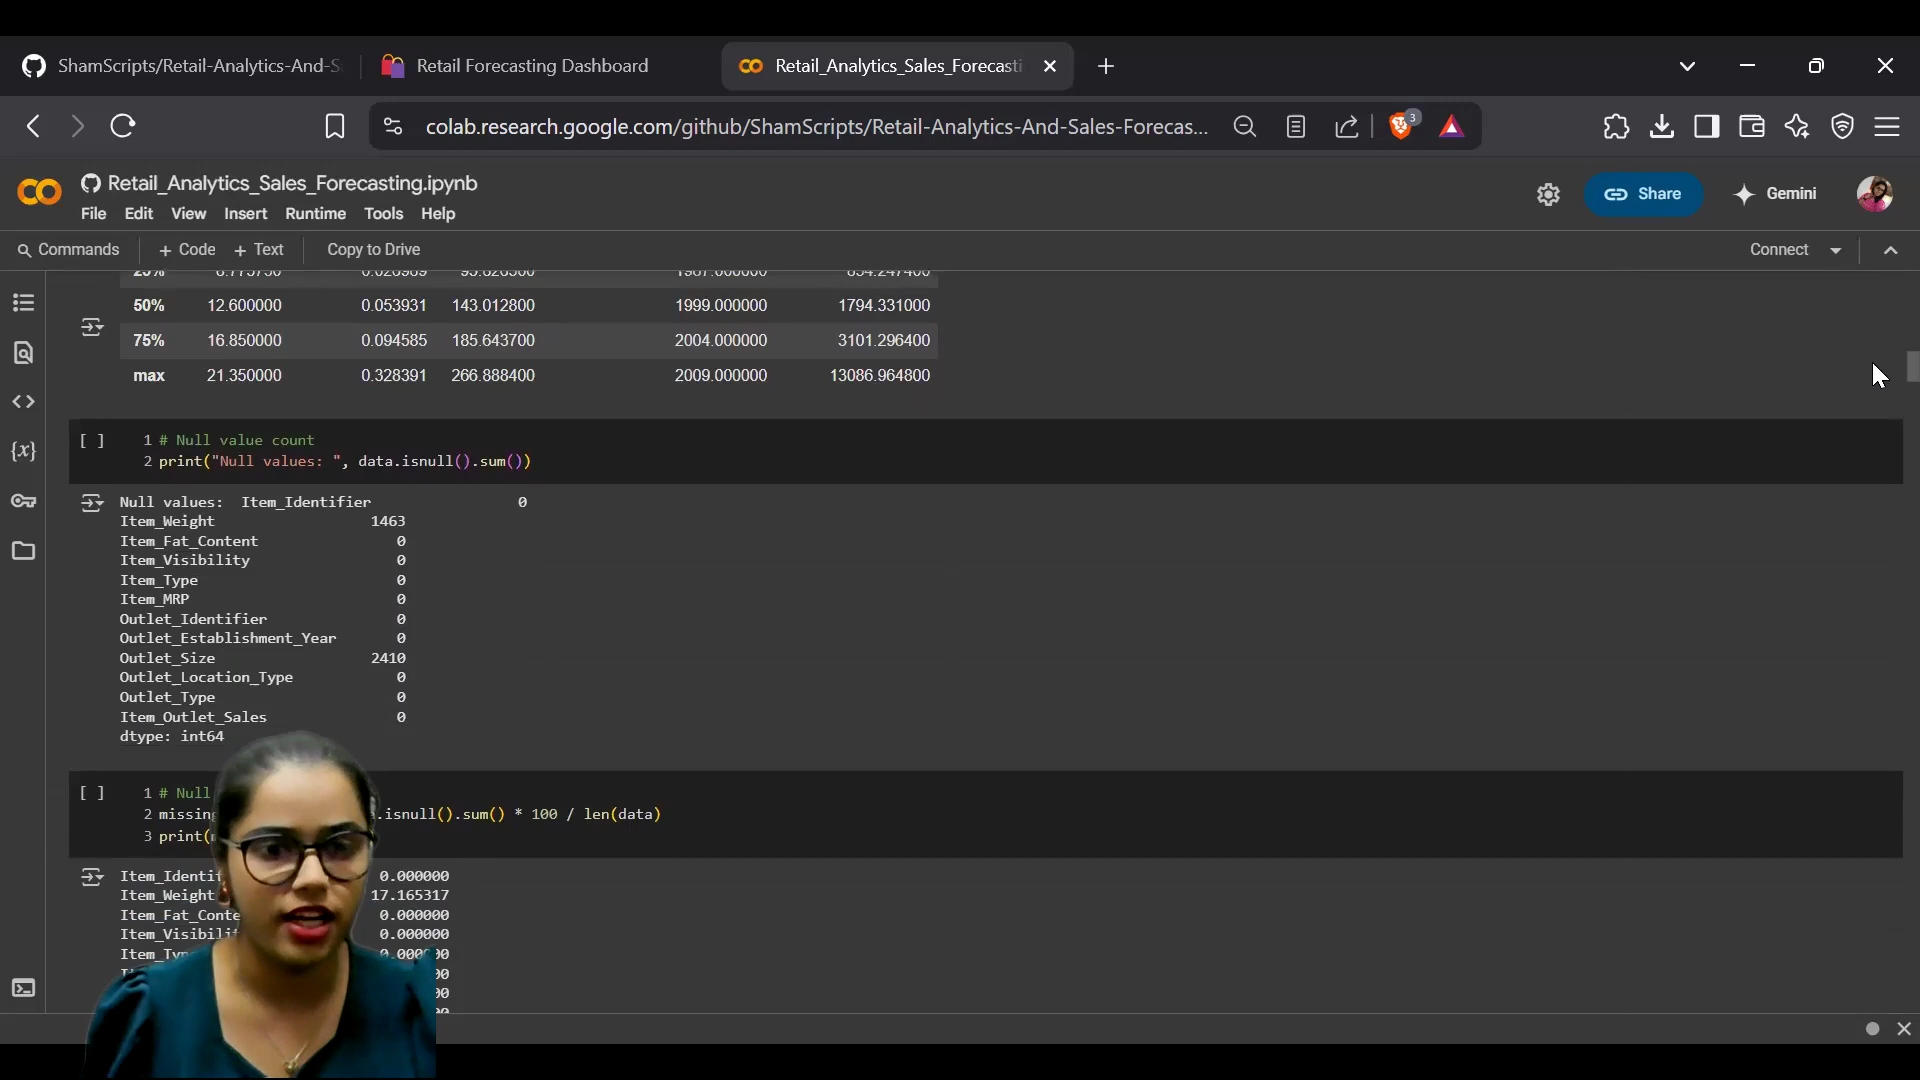 ShamScripts/Retail-Analytics-And-S
Retail Forecasting Dashboard
Retail_Analytics_Sales_Forecasti
colab.research.google.com/github/ShamScripts/Retail-Analytics-And-Sales-Forecas...
3
Retail_Analytics_Sales_Forecasting.ipynb
File Edit View Insert Runtime Tools Help
Share
Gemini
Commands + Code + Text Copy to Drive
Connect
50% 12.600000 0.053931 143.012800 1999.000000 1794.331000
75% 16.850000 0.094585 185.643700 2004.000000 3101.296400
max 21.350000 0.328391 266.888400 2009.000000 13086.964800
[ ] 1 # Null value count
2 print("Null values: ", data.isnull().sum())
Null values: Item_Identifier 0
Item_Weight 1463
Item_Fat_Content 0
Item_Visibility 0
Item_Type 0
Item_MRP 0
Outlet_Identifier 0
Outlet_Establishment_Year 0
Outlet_Size 2410
Outlet_Location_Type 0
Outlet_Type 0
Item_Outlet_Sales 0
dtype: int64
[ ] 1 # Null
2 missing .isnull().sum() * 100 / len(data)
3 print(
Item_Identif 0.000000
Item_Weight 17.165317
Item_Fat_Conte 0.000000
Item_Visibili 0.000000